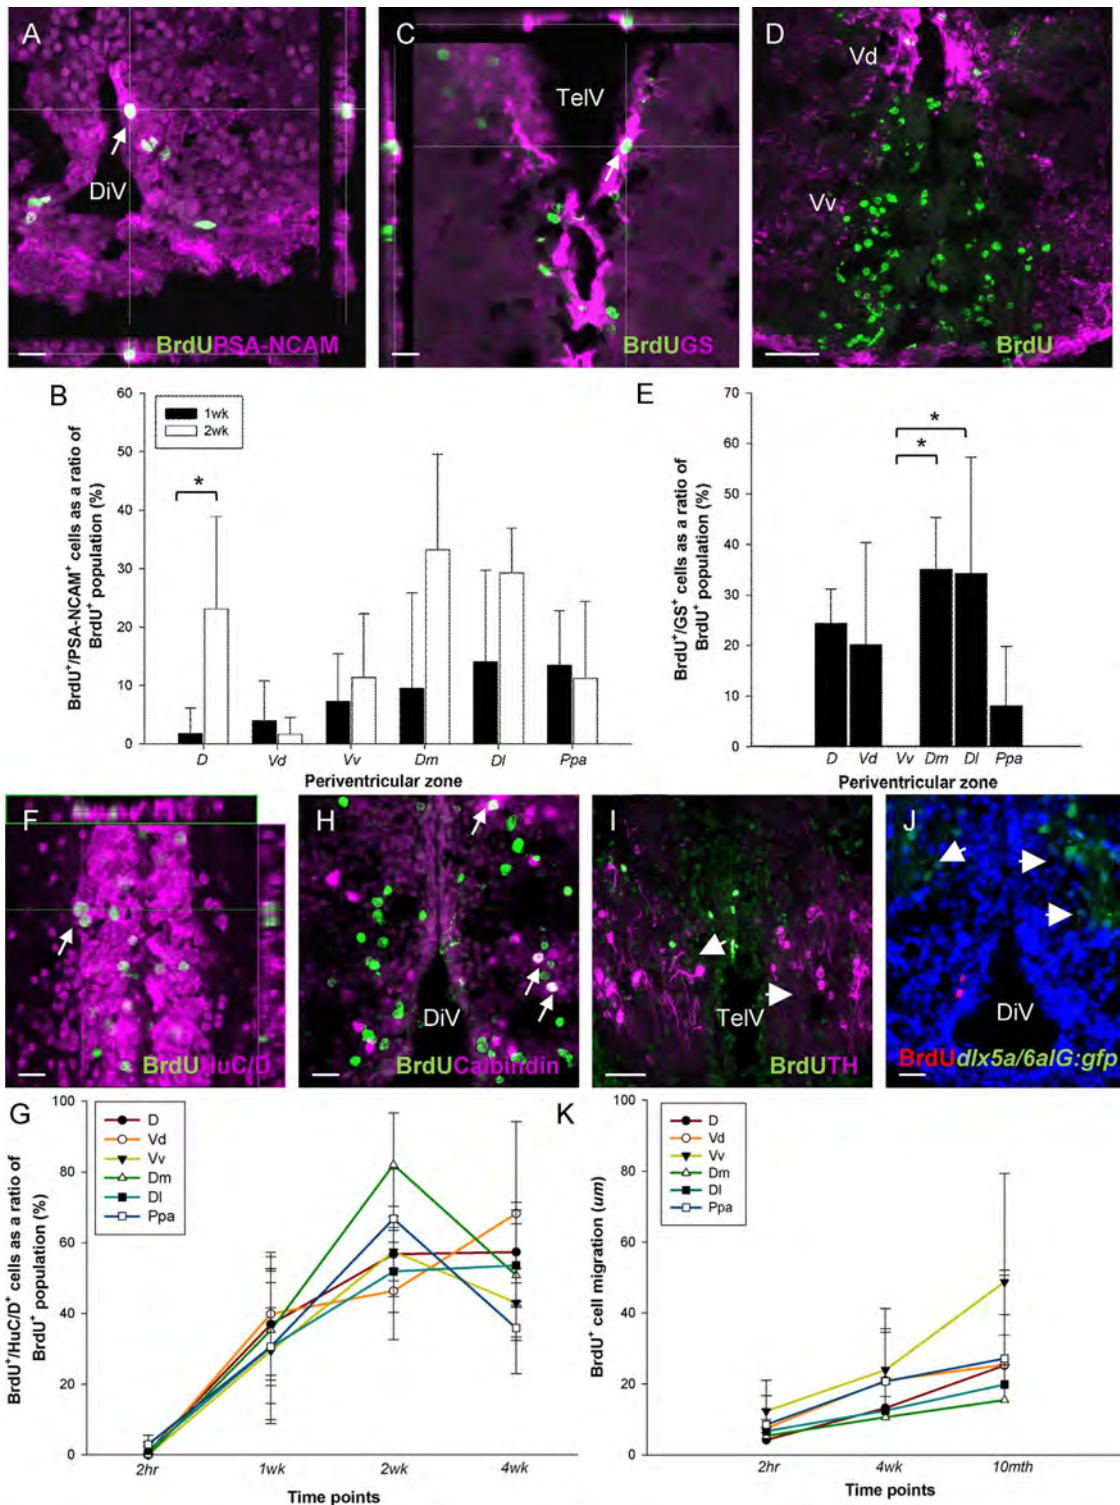 A
DiV
BrdUPSA-NCAM
C
TelV
BrdUGS
D
Vd
Vv
BrdUGS
B
BrdU⁺/PSA-NCAM⁺ cells as a ratio of
BrdU⁺ population (%)
60
50
40
30
20
10
0
1wk
2wk
*
D Vd Vv Dm Dl Ppa
Periventricular zone
E
BrdU⁺/GS⁺ cells as a ratio of
BrdU⁺ population (%)
70
60
50
40
30
20
10
0
*
*
D Vd Vv Dm Dl Ppa
Periventricular zone
F
BrdUHuC/D
H
DiV
BrdUCalbindin
I
TelV
BrdUTH
J
DiV
BrdUdlx5a/6aIG:gfp
G
BrdU⁺/HuC/D⁺ cells as a ratio of
BrdU⁺ population (%)
100
80
60
40
20
0
D
Vd
Vv
Dm
Dl
Ppa
2hr 1wk 2wk 4wk
Time points
K
BrdU⁺ cell migration (um)
100
80
60
40
20
0
D
Vd
Vv
Dm
Dl
Ppa
2hr 4wk 10mth
Time points